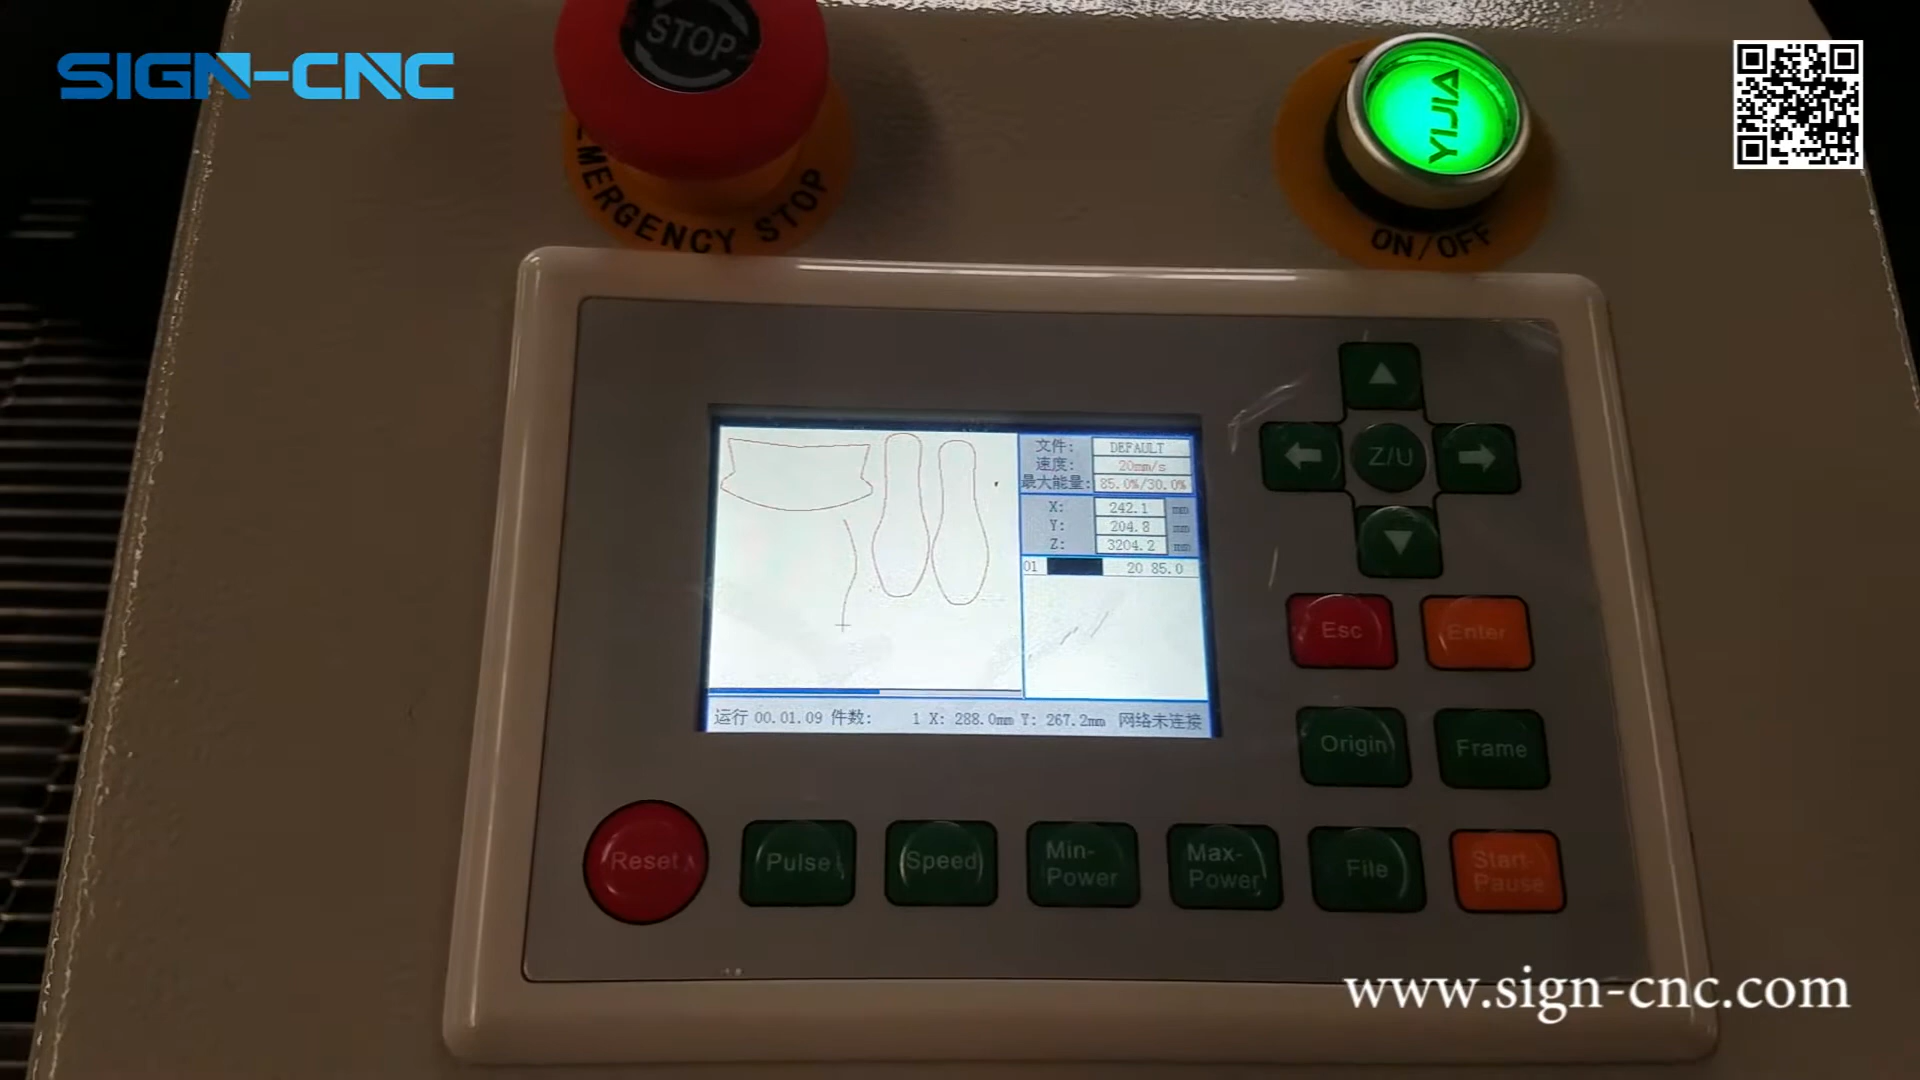 SIGN-CNC
STOP
EMERGENCY STOP
YIJIA
ON/OFF
文件: DEFAULT
速度: 20mm/s
最大能量: 85.0%/30.0%
X: 242.1 mm
Y: 204.8 mm
Z: 3204.2 mm
01 20 85.0
运行 00.01.09 件数: 1 X: 288.0mm Y: 267.2mm 网络未连接
Z/U
Esc Enter
Origin Frame
Reset Pulse Speed Min-Power Max-Power File Start-Pause
www.sign-cnc.com